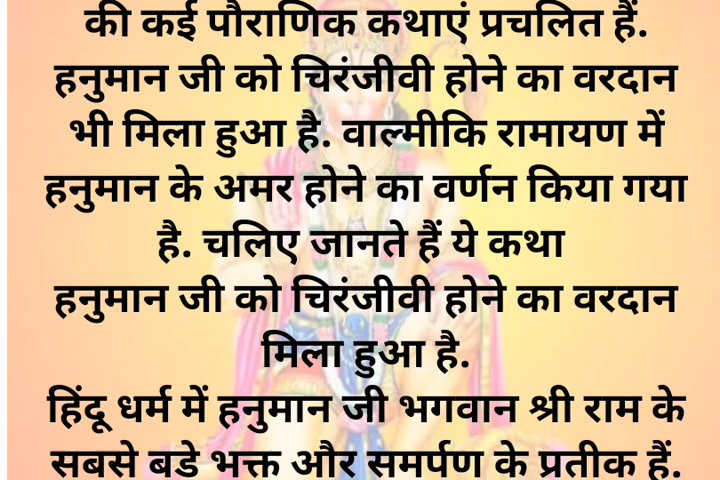 की कई पौराणिक कथाएं प्रचलित हैं.
हनुमान जी को चिरंजीवी होने का वरदान
भी मिला हुआ है. वाल्मीकि रामायण में
हनुमान के अमर होने का वर्णन किया गया
है. चलिए जानते हैं ये कथा
हनुमान जी को चिरंजीवी होने का वरदान
मिला हुआ है.
हिंदू धर्म में हनुमान जी भगवान श्री राम के
सबसे बडे भक्त और समर्पण के प्रतीक हैं.